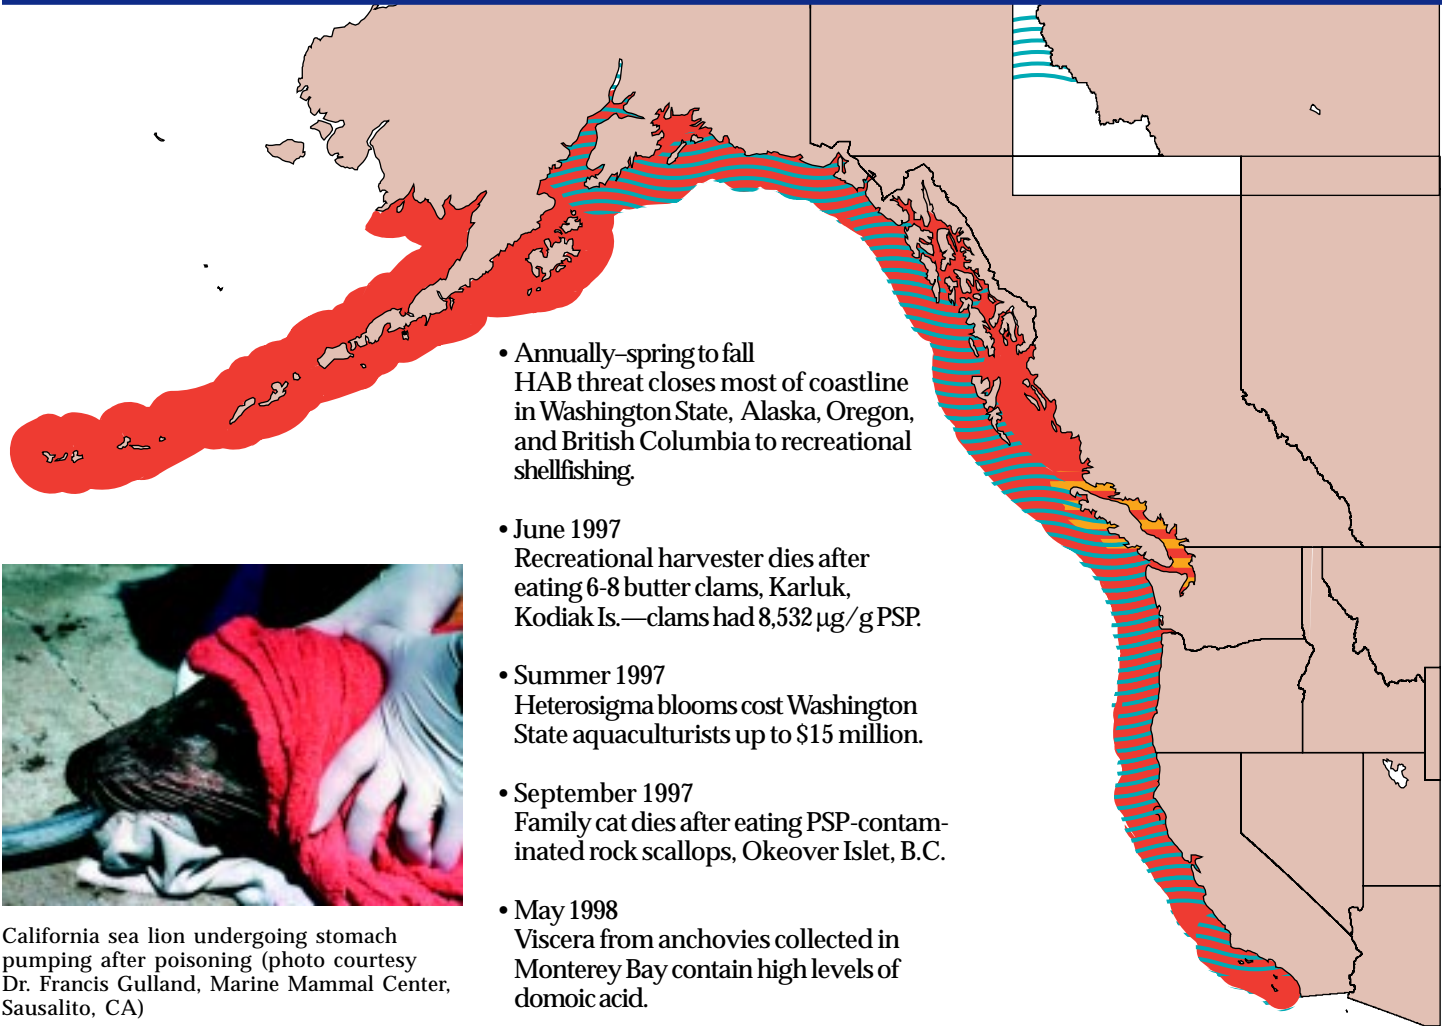 • Annually–spring to fall
HAB threat closes most of coastline
in Washington State, Alaska, Oregon,
and British Columbia to recreational
shellfishing.
• June 1997
Recreational harvester dies after
eating 6-8 butter clams, Karluk,
Kodiak Is.—clams had 8,532 µg/g PSP.
• Summer 1997
Heterosigma blooms cost Washington
State aquaculturists up to $15 million.
• September 1997
Family cat dies after eating PSP-contam-
inated rock scallops, Okeover Islet, B.C.
• May 1998
Viscera from anchovies collected in
Monterey Bay contain high levels of
domoic acid.
California sea lion undergoing stomach
pumping after poisoning (photo courtesy
Dr. Francis Gulland, Marine Mammal Center,
Sausalito, CA)